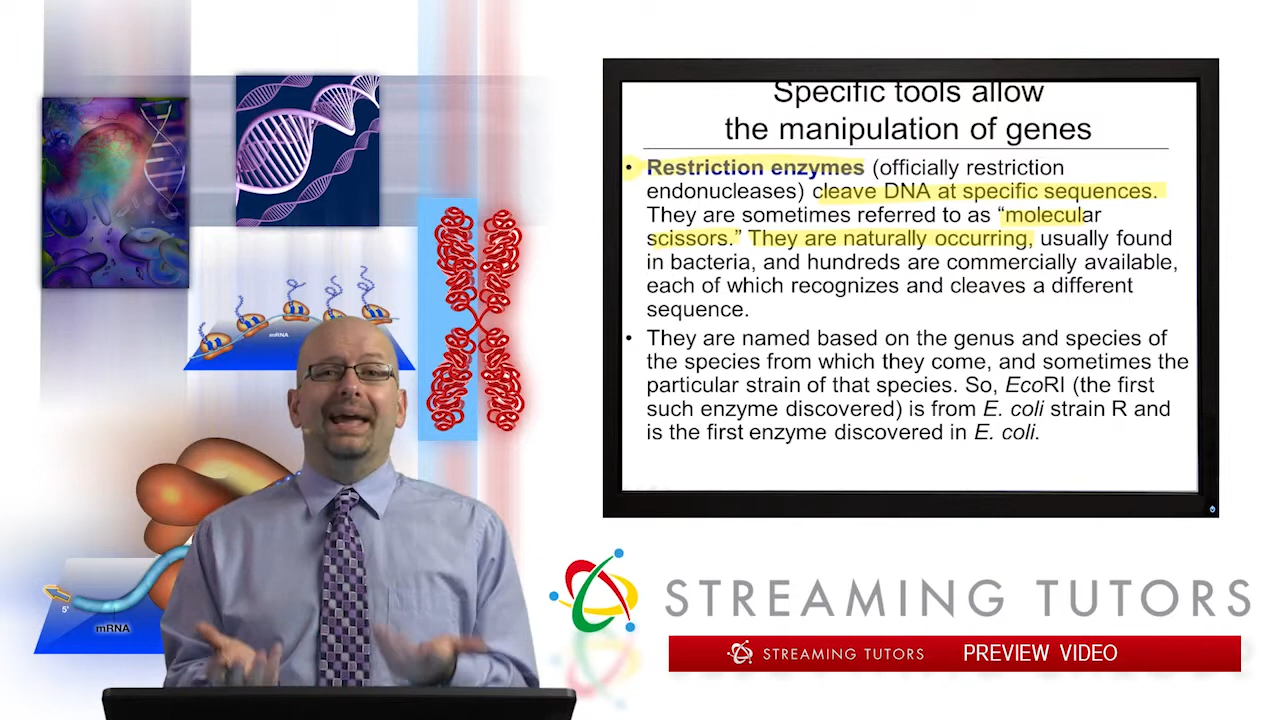 Specific tools allow
the manipulation of genes
• Restriction enzymes (officially restriction
endonucleases) cleave DNA at specific sequences.
They are sometimes referred to as “molecular
scissors.” They are naturally occurring, usually found
in bacteria, and hundreds are commercially available,
each of which recognizes and cleaves a different
sequence.
• They are named based on the genus and species of
the species from which they come, and sometimes the
particular strain of that species. So, EcoRI (the first
such enzyme discovered) is from E. coli strain R and
is the first enzyme discovered in E. coli.
mRNA
5'
mRNA
STREAMING TUTORS
STREAMING TUTORS PREVIEW VIDEO